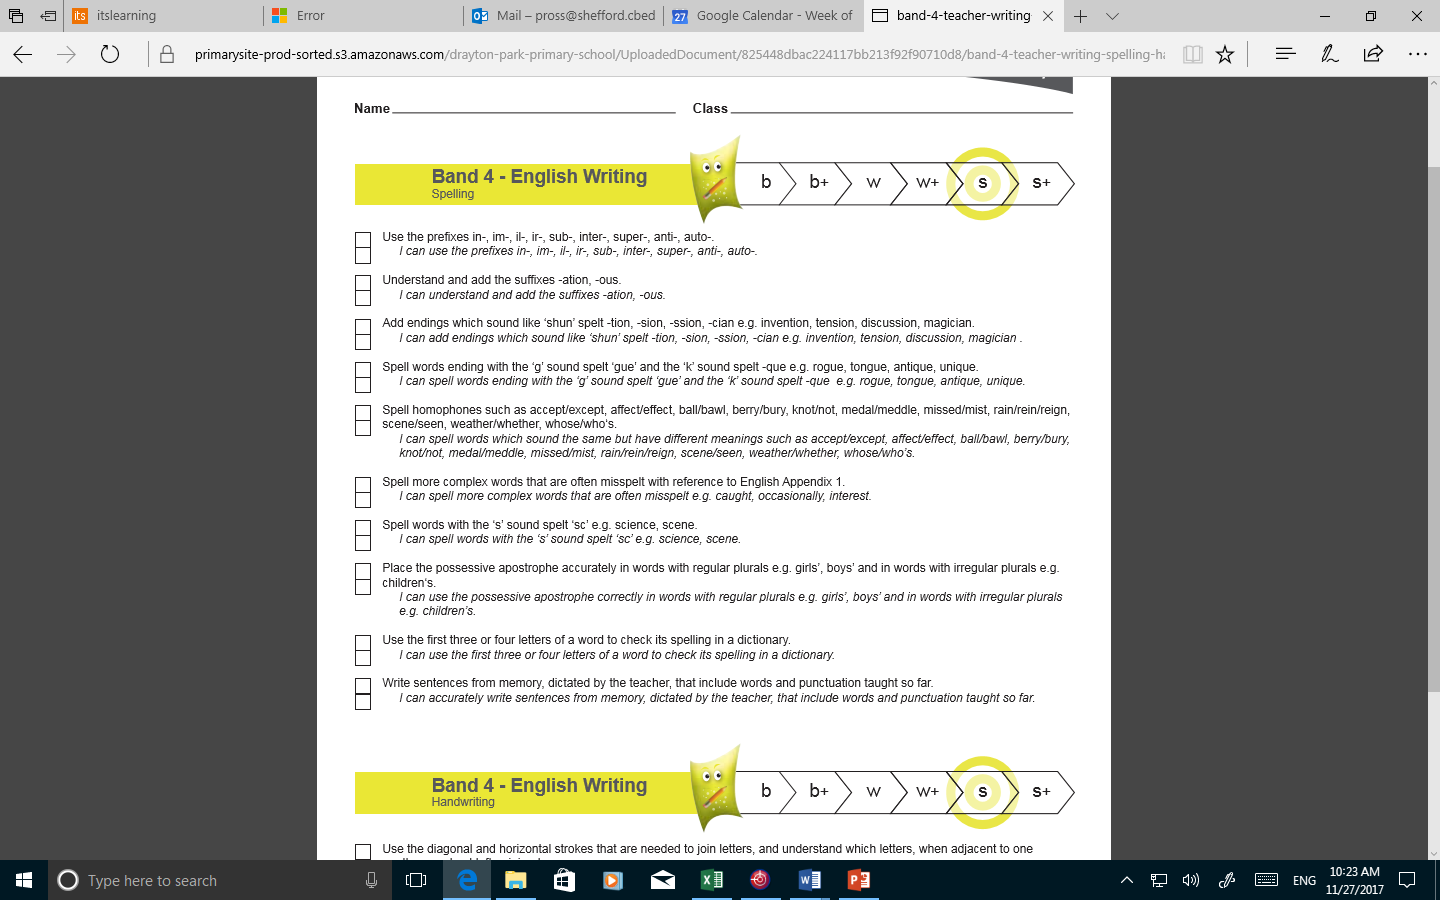 itslearning
Error
Mail – pross@shefford.cbed
27 Google Calendar - Week of
band-4-teacher-writing
primarysite-prod-sorted.s3.amazonaws.com/drayton-park-primary-school/UploadedDocument/825448dbac224117bb213f92f90710d8/band-4-teacher-writing-spelling-ha
Name Class
Band 4 - English Writing
Spelling
b b+ w w+ s s+
Use the prefixes in-, im-, il-, ir-, sub-, inter-, super-, anti-, auto-.
I can use the prefixes in-, im-, il-, ir-, sub-, inter-, super-, anti-, auto-.
Understand and add the suffixes -ation, -ous.
I can understand and add the suffixes -ation, -ous.
Add endings which sound like ‘shun’ spelt -tion, -sion, -ssion, -cian e.g. invention, tension, discussion, magician.
I can add endings which sound like ‘shun’ spelt -tion, -sion, -ssion, -cian e.g. invention, tension, discussion, magician .
Spell words ending with the ‘g’ sound spelt ‘gue’ and the ‘k’ sound spelt -que e.g. rogue, tongue, antique, unique.
I can spell words ending with the ‘g’ sound spelt ‘gue’ and the ‘k’ sound spelt -que e.g. rogue, tongue, antique, unique.
Spell homophones such as accept/except, affect/effect, ball/bawl, berry/bury, knot/not, medal/meddle, missed/mist, rain/rein/reign,
scene/seen, weather/whether, whose/who‘s.
I can spell words which sound the same but have different meanings such as accept/except, affect/effect, ball/bawl, berry/bury,
knot/not, medal/meddle, missed/mist, rain/rein/reign, scene/seen, weather/whether, whose/who’s.
Spell more complex words that are often misspelt with reference to English Appendix 1.
I can spell more complex words that are often misspelt e.g. caught, occasionally, interest.
Spell words with the ‘s’ sound spelt ‘sc’ e.g. science, scene.
I can spell words with the ‘s’ sound spelt ‘sc’ e.g. science, scene.
Place the possessive apostrophe accurately in words with regular plurals e.g. girls’, boys’ and in words with irregular plurals e.g.
children‘s.
I can use the possessive apostrophe correctly in words with regular plurals e.g. girls’, boys’ and in words with irregular plurals
e.g. children’s.
Use the first three or four letters of a word to check its spelling in a dictionary.
I can use the first three or four letters of a word to check its spelling in a dictionary.
Write sentences from memory, dictated by the teacher, that include words and punctuation taught so far.
I can accurately write sentences from memory, dictated by the teacher, that include words and punctuation taught so far.
Band 4 - English Writing
Handwriting
b b+ w w+ s s+
Use the diagonal and horizontal strokes that are needed to join letters, and understand which letters, when adjacent to one
Type here to search
ENG
10:23 AM
11/27/2017